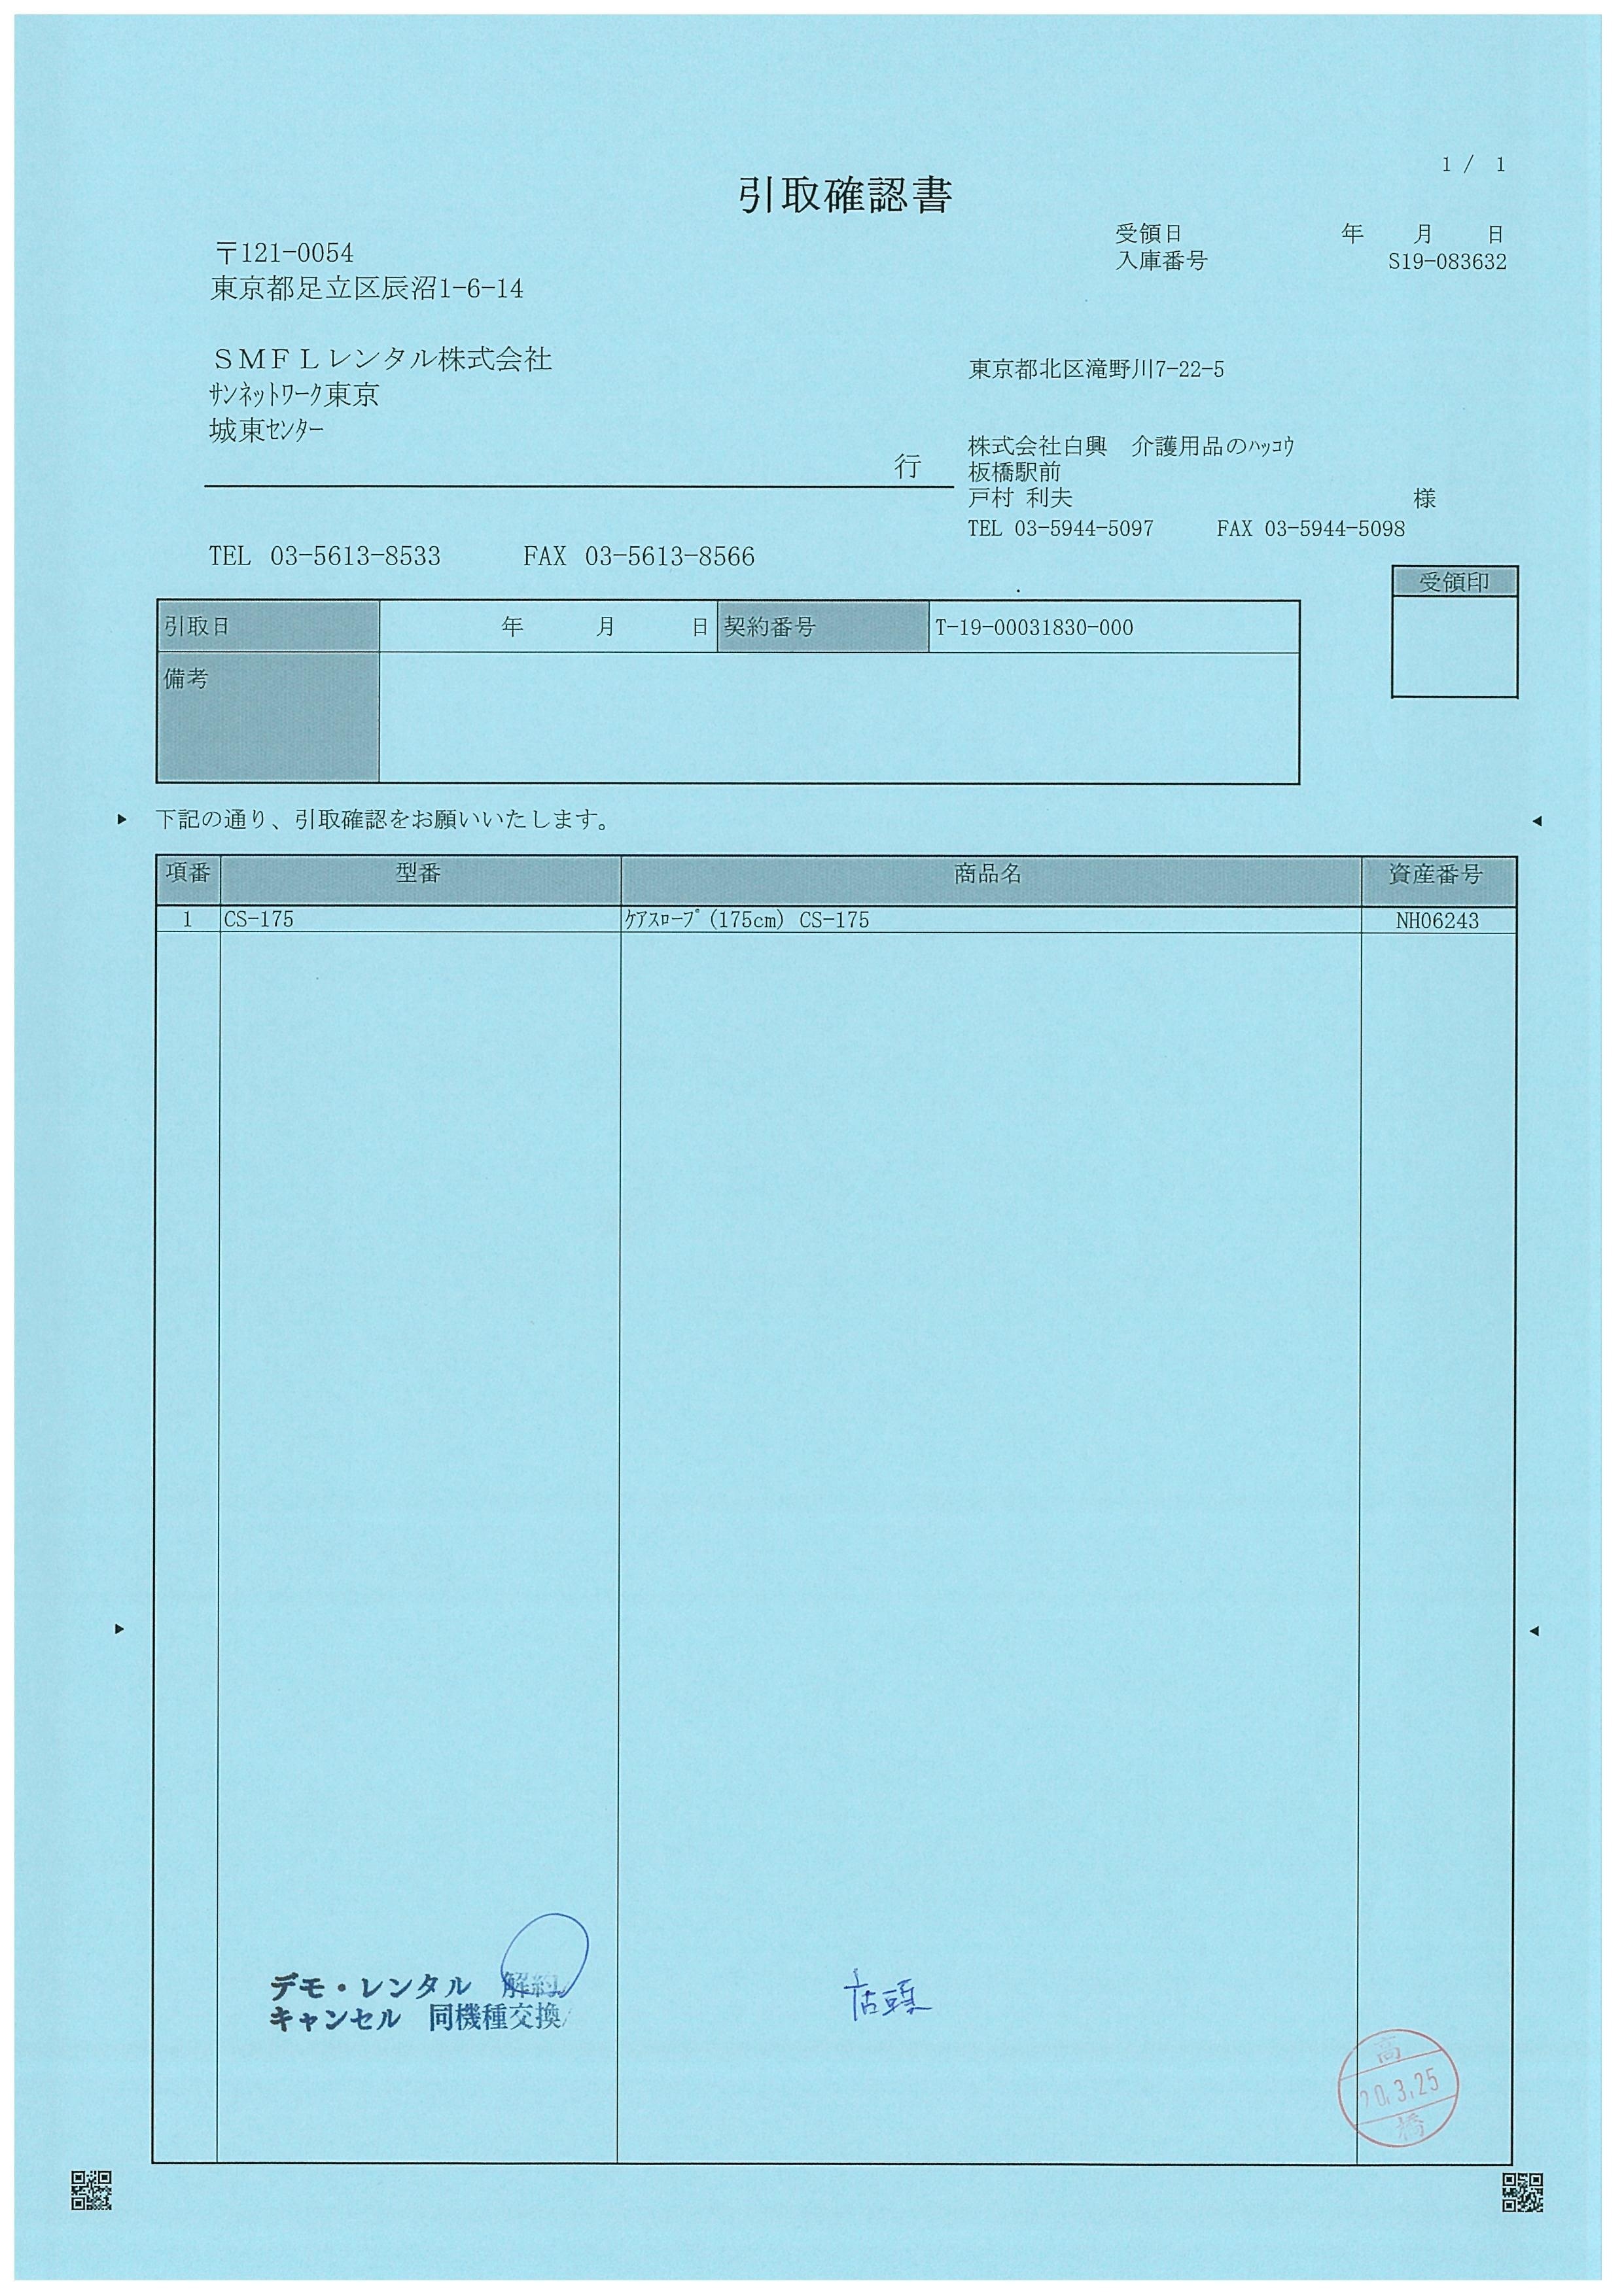 1 / 1
引取確認書
受領日 年 月 日
入庫番号 S19-083632
〒121-0054
東京都足立区辰沼1-6-14
ＳＭＦＬレンタル株式会社
ｻﾝﾈｯﾄﾜｰｸ東京
城東ｾﾝﾀｰ
行
TEL 03-5613-8533 FAX 03-5613-8566
東京都北区滝野川7-22-5
株式会社白興 介護用品のﾊｯｺｳ
板橋駅前
戸村 利夫 様
TEL 03-5944-5097 FAX 03-5944-5098
受領印
引取日 年 月 日 契約番号 T-19-00031830-000
備考
下記の通り、引取確認をお願いいたします。
項番 型番 商品名 資産番号
1 CS-175 ｹｱｽﾛｰﾌﾟ(175cm) CS-175 NH06243
デモ・レンタル 解約
キャンセル 同機種交換
店頭
高
20.3.25
橋